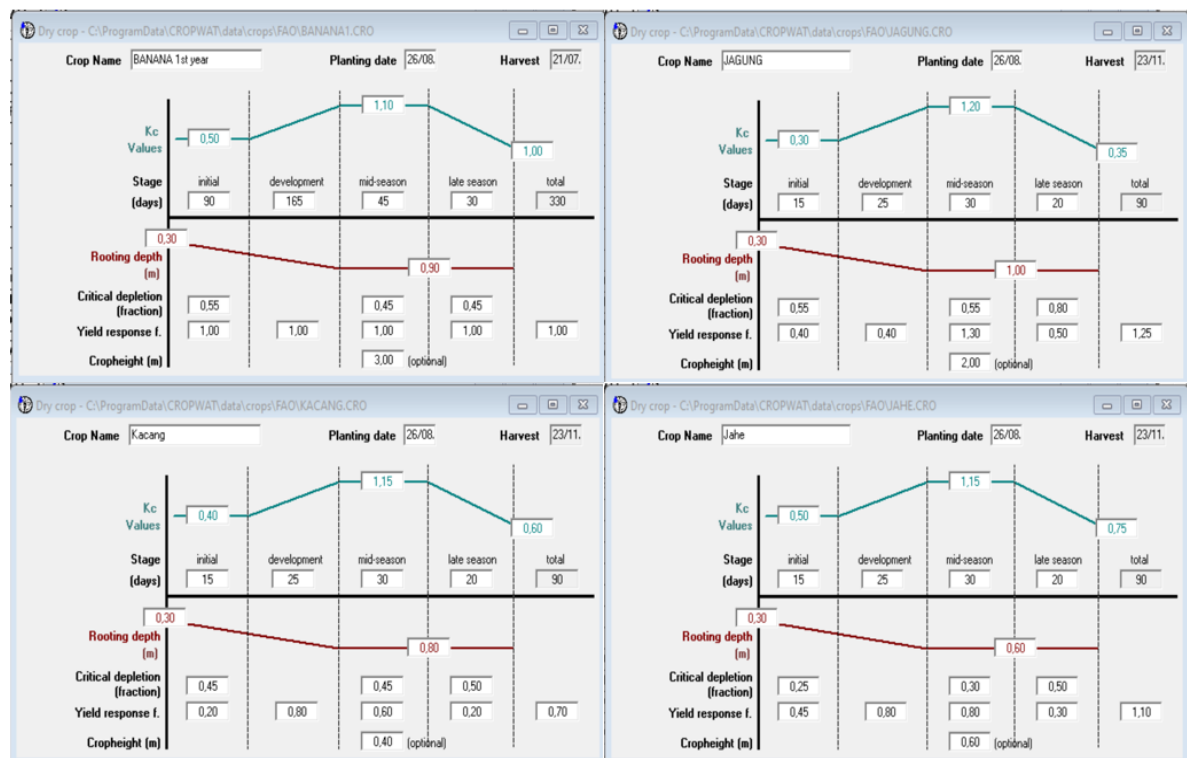 Dry crop - C:\ProgramData\CROPWAT\data\crops\FAO\BANANA1.CRO
Crop Name BANANA 1st year Planting date 26/08. Harvest 21/07.
1,10
Kc 0,50
Values 1,00
Stage initial development mid-season late season total
(days) 90 165 45 30 330
0,30
Rooting depth 0,90
(m)
Critical depletion
(fraction) 0,55 0,45 0,45
Yield response f. 1,00 1,00 1,00 1,00 1,00
Cropheight (m) 3,00 (optional)
Dry crop - C:\ProgramData\CROPWAT\data\crops\FAO\JAGUNG.CRO
Crop Name JAGUNG Planting date 26/08. Harvest 23/11.
1,20
Kc 0,30
Values 0,35
Stage initial development mid-season late season total
(days) 15 25 30 20 90
0,30
Rooting depth 1,00
(m)
Critical depletion
(fraction) 0,55 0,55 0,80
Yield response f. 0,40 0,40 1,30 0,50 1,25
Cropheight (m) 2,00 (optional)
Dry crop - C:\ProgramData\CROPWAT\data\crops\FAO\KACANG.CRO
Crop Name Kacang Planting date 26/08. Harvest 23/11.
1,15
Kc 0,40
Values 0,60
Stage initial development mid-season late season total
(days) 15 25 30 20 90
0,30
Rooting depth 0,80
(m)
Critical depletion
(fraction) 0,45 0,45 0,50
Yield response f. 0,20 0,80 0,60 0,20 0,70
Cropheight (m) 0,40 (optional)
Dry crop - C:\ProgramData\CROPWAT\data\crops\FAO\JAHE.CRO
Crop Name Jahe Planting date 26/08. Harvest 23/11.
1,15
Kc 0,50
Values 0,75
Stage initial development mid-season late season total
(days) 15 25 30 20 90
0,30
Rooting depth 0,60
(m)
Critical depletion
(fraction) 0,25 0,30 0,50
Yield response f. 0,45 0,80 0,80 0,30 1,10
Cropheight (m) 0,60 (optional)